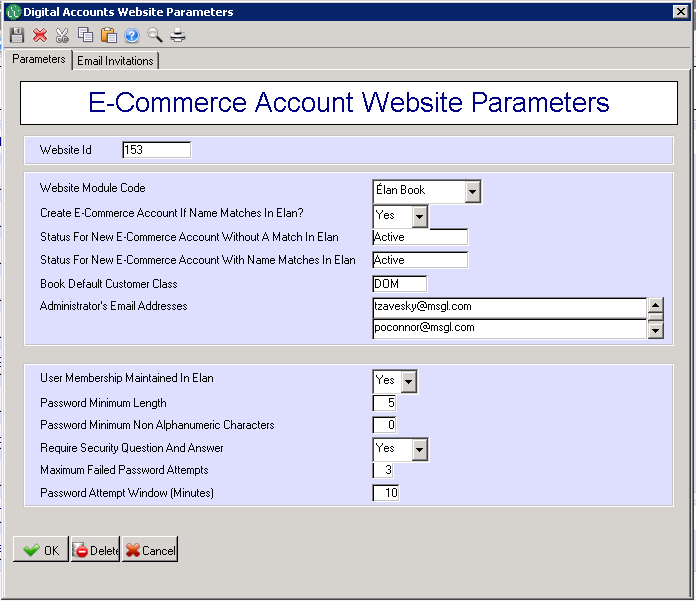 Digital Accounts Website Parameters
Parameters Email Invitations
E-Commerce Account Website Parameters
Website Id 153
Website Module Code Élan Book
Create E-Commerce Account If Name Matches In Elan? Yes
Status For New E-Commerce Account Without A Match In Elan Active
Status For New E-Commerce Account With Name Matches In Elan Active
Book Default Customer Class DOM
Administrator's Email Addresses tzavesky@msgl.com
poconnor@msgl.com
User Membership Maintained In Elan Yes
Password Minimum Length 5
Password Minimum Non Alphanumeric Characters 0
Require Security Question And Answer Yes
Maximum Failed Password Attempts 3
Password Attempt Window (Minutes) 10
OK Delete Cancel